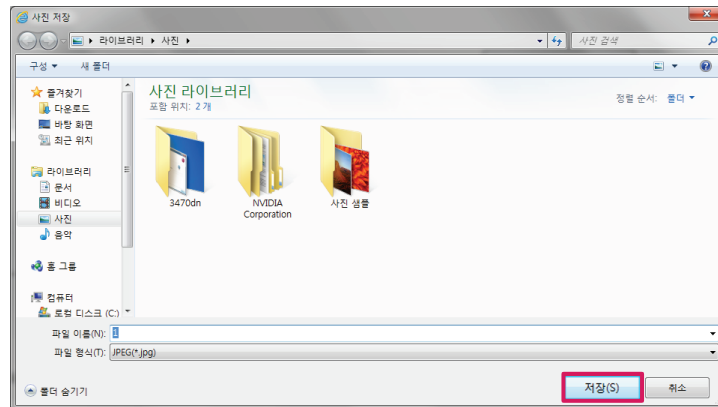 사진 저장
라이브러리 ▸ 사진 ▸
사진 검색
구성 ▼ 새 폴더
즐겨찾기
다운로드
바탕 화면
최근 위치
라이브러리
문서
비디오
사진
음악
홈 그룹
컴퓨터
로컬 디스크 (C:)
사진 라이브러리
포함 위치: 2개
정렬 순서: 폴더 ▼
3470dn
NVIDIA
Corporation
사진 샘플
파일 이름(N): 1
파일 형식(T): JPEG(*.jpg)
폴더 숨기기
저장(S)
취소